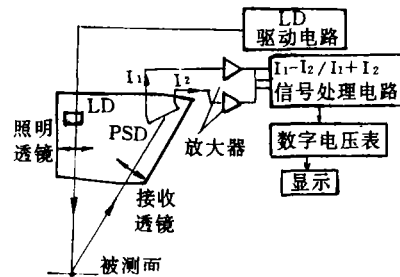 LD
驱动电路
I₁
I₂
I₁-I₂/I₁+I₂
信号处理电路
LD
PSD
照明
透镜
放大器
数字电压表
接收
透镜
显示
被测面